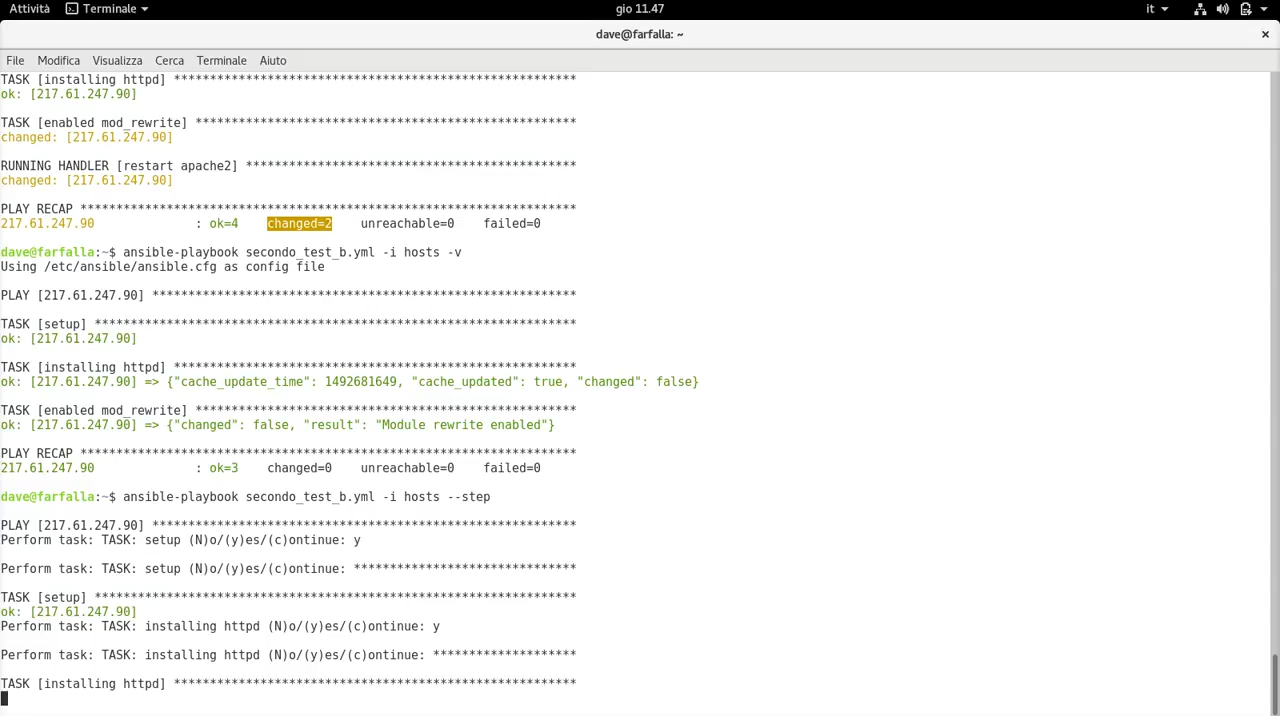 Attività Terminale gio 11.47 it
dave@farfalla: ~
File Modifica Visualizza Cerca Terminale Aiuto
TASK [installing httpd] ********************************************************
ok: [217.61.247.90]
TASK [enabled mod_rewrite] *****************************************************
changed: [217.61.247.90]
RUNNING HANDLER [restart apache2] **********************************************
changed: [217.61.247.90]
PLAY RECAP *********************************************************************
217.61.247.90              : ok=4    changed=2    unreachable=0    failed=0
dave@farfalla:~$ ansible-playbook secondo_test_b.yml -i hosts -v
Using /etc/ansible/ansible.cfg as config file
PLAY [217.61.247.90] ***********************************************************
TASK [setup] *******************************************************************
ok: [217.61.247.90]
TASK [installing httpd] ********************************************************
ok: [217.61.247.90] => {"cache_update_time": 1492681649, "cache_updated": true, "changed": false}
TASK [enabled mod_rewrite] *****************************************************
ok: [217.61.247.90] => {"changed": false, "result": "Module rewrite enabled"}
PLAY RECAP *********************************************************************
217.61.247.90              : ok=3    changed=0    unreachable=0    failed=0
dave@farfalla:~$ ansible-playbook secondo_test_b.yml -i hosts --step
PLAY [217.61.247.90] ***********************************************************
Perform task: TASK: setup (N)o/(y)es/(c)ontinue: y
Perform task: TASK: setup (N)o/(y)es/(c)ontinue: *******************************
TASK [setup] *******************************************************************
ok: [217.61.247.90]
Perform task: TASK: installing httpd (N)o/(y)es/(c)ontinue: y
Perform task: TASK: installing httpd (N)o/(y)es/(c)ontinue: ********************
TASK [installing httpd] ********************************************************